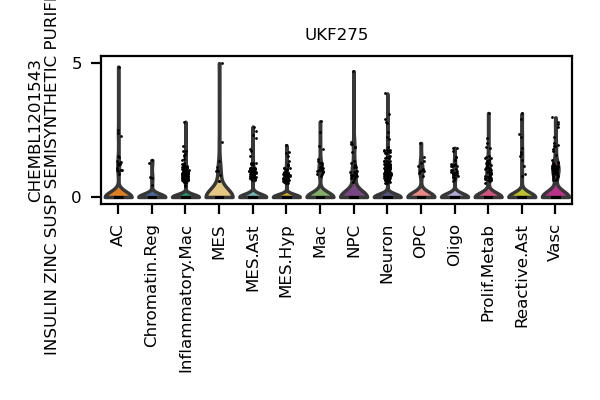 UKF275
CHEMBL1201543
INSULIN ZINC SUSP SEMISYNTHETIC PURIF
5
0
AC
Chromatin.Reg
Inflammatory.Mac
MES
MES.Ast
MES.Hyp
Mac
NPC
Neuron
OPC
Oligo
Prolif.Metab
Reactive.Ast
Vasc